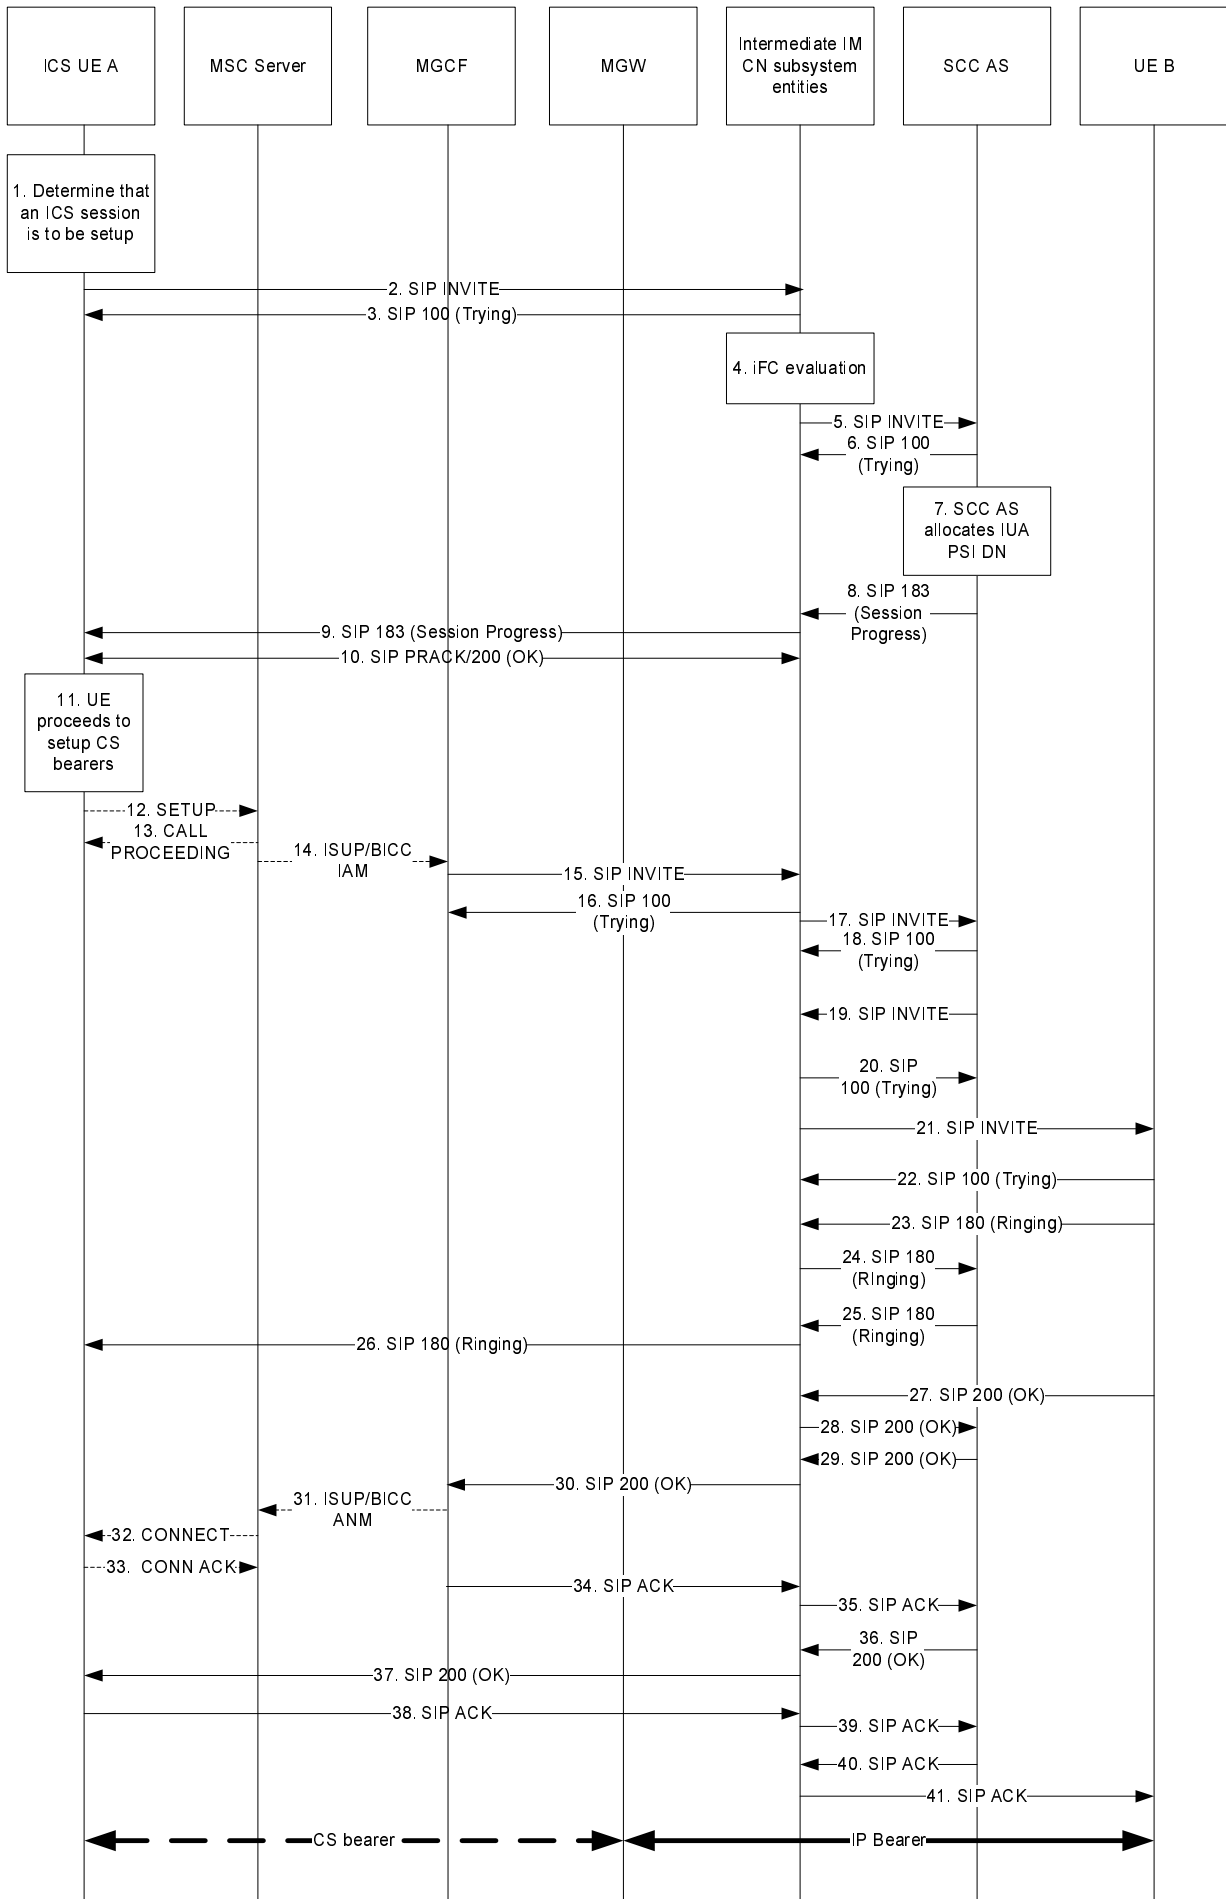 ICS UE A
MSC Server
MGCF
MGW
Intermediate IM
CN subsystem
entities
SCC AS
UE B
1. Determine that
an ICS session
is to be setup
2. SIP INVITE
3. SIP 100 (Trying)
4. iFC evaluation
5. SIP INVITE
6. SIP 100
(Trying)
7. SCC AS
allocates IUA
PSI DN
8. SIP 183
(Session
Progress)
9. SIP 183 (Session Progress)
10. SIP PRACK/200 (OK)
11. UE
proceeds to
setup CS
bearers
12. SETUP
13. CALL
PROCEEDING
14. ISUP/BICC
IAM
15. SIP INVITE
16. SIP 100
(Trying)
17. SIP INVITE
18. SIP 100
(Trying)
19. SIP INVITE
20. SIP
100 (Trying)
21. SIP INVITE
22. SIP 100 (Trying)
23. SIP 180 (Ringing)
24. SIP 180
(RInging)
25. SIP 180
(Ringing)
26. SIP 180 (Ringing)
27. SIP 200 (OK)
28. SIP 200 (OK)
29. SIP 200 (OK)
30. SIP 200 (OK)
31. ISUP/BICC
ANM
32. CONNECT
33. CONN ACK
34. SIP ACK
35. SIP ACK
36. SIP
200 (OK)
37. SIP 200 (OK)
38. SIP ACK
39. SIP ACK
40. SIP ACK
41. SIP ACK
CS bearer
IP Bearer